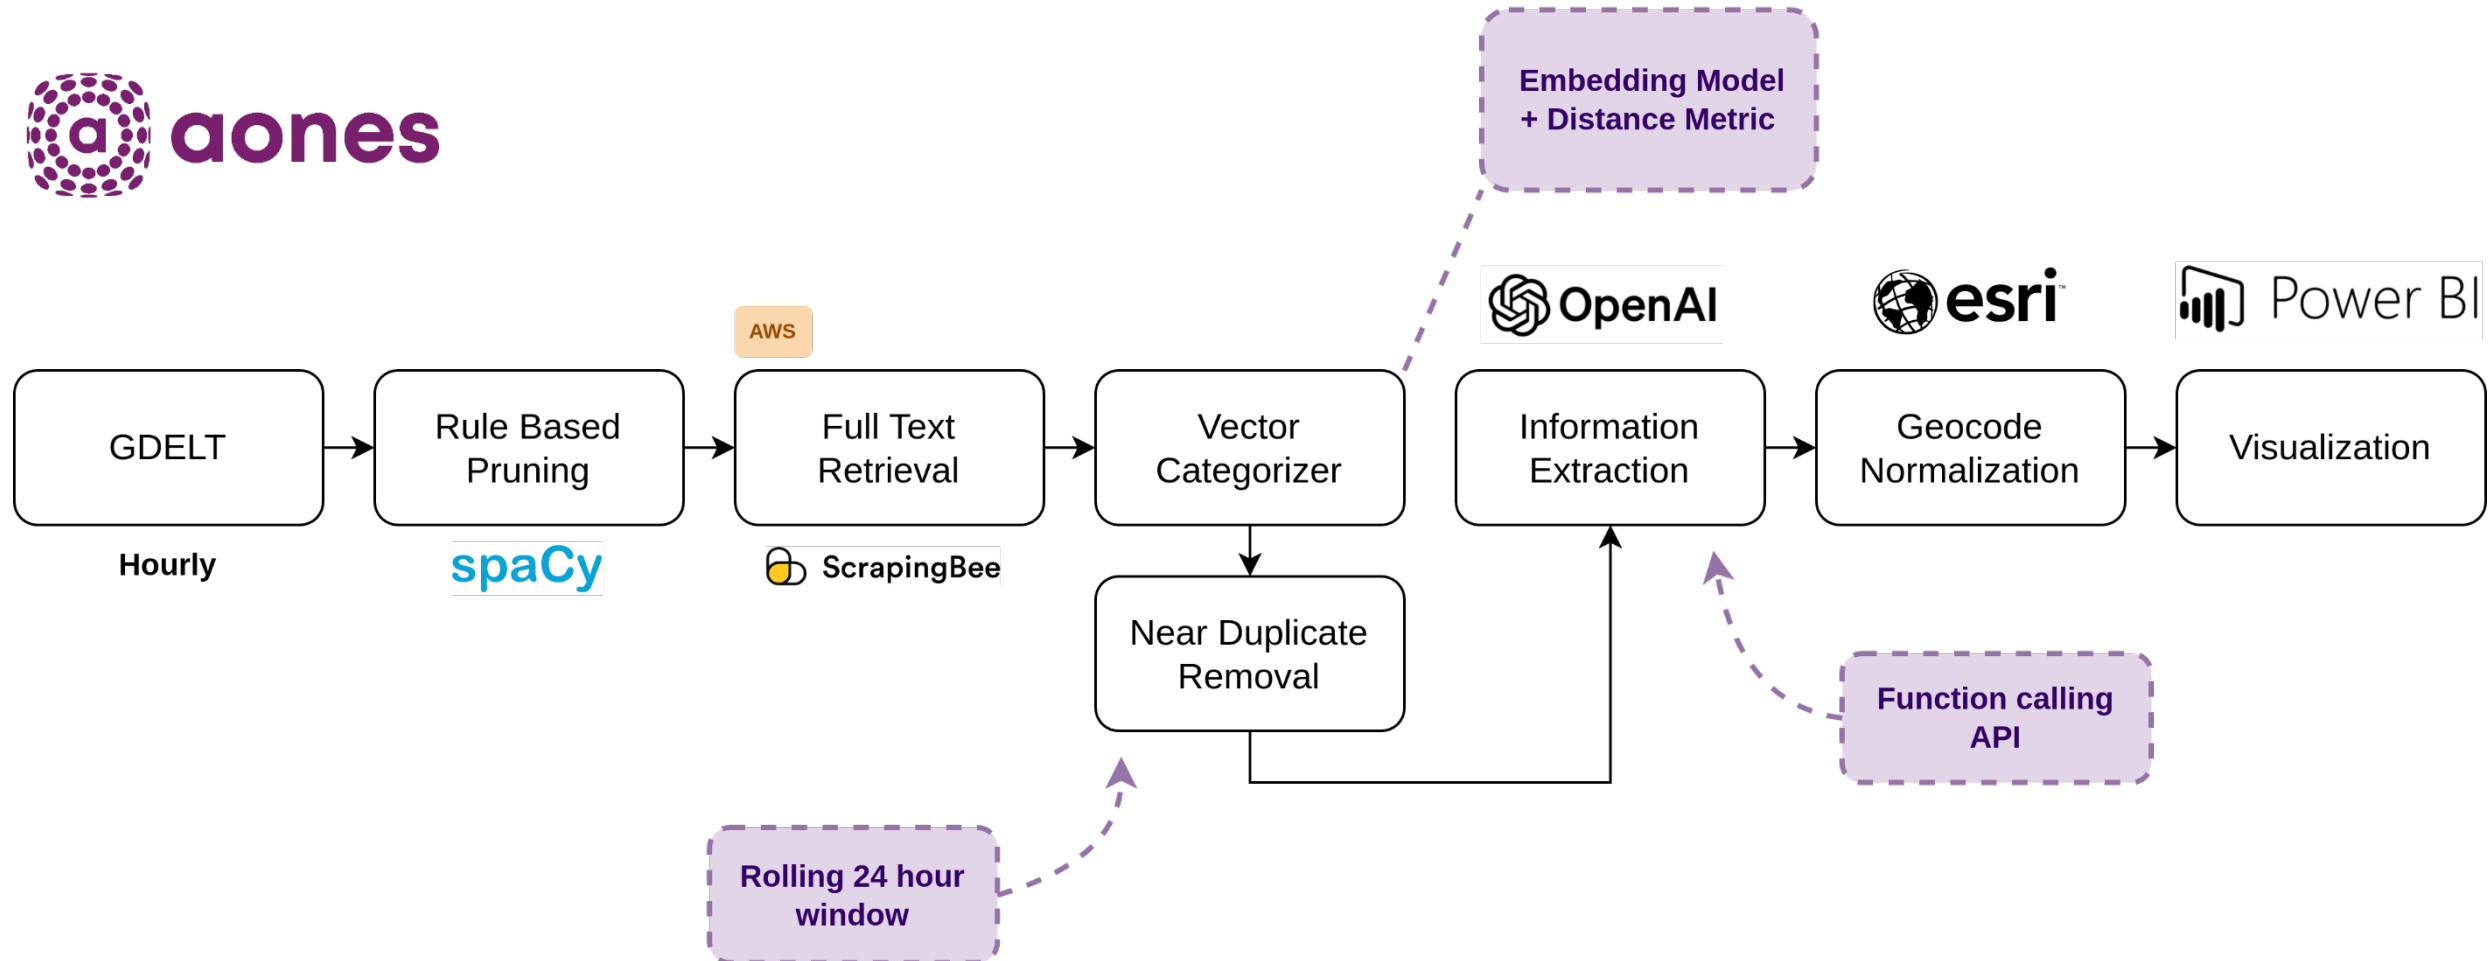 a aones
Embedding Model
+ Distance Metric
OpenAI
esri™
Power BI
AWS
GDELT
Rule Based
Pruning
Full Text
Retrieval
Vector
Categorizer
Information
Extraction
Geocode
Normalization
Visualization
Hourly
spaCy
ScrapingBee
Near Duplicate
Removal
Function calling
API
Rolling 24 hour
window